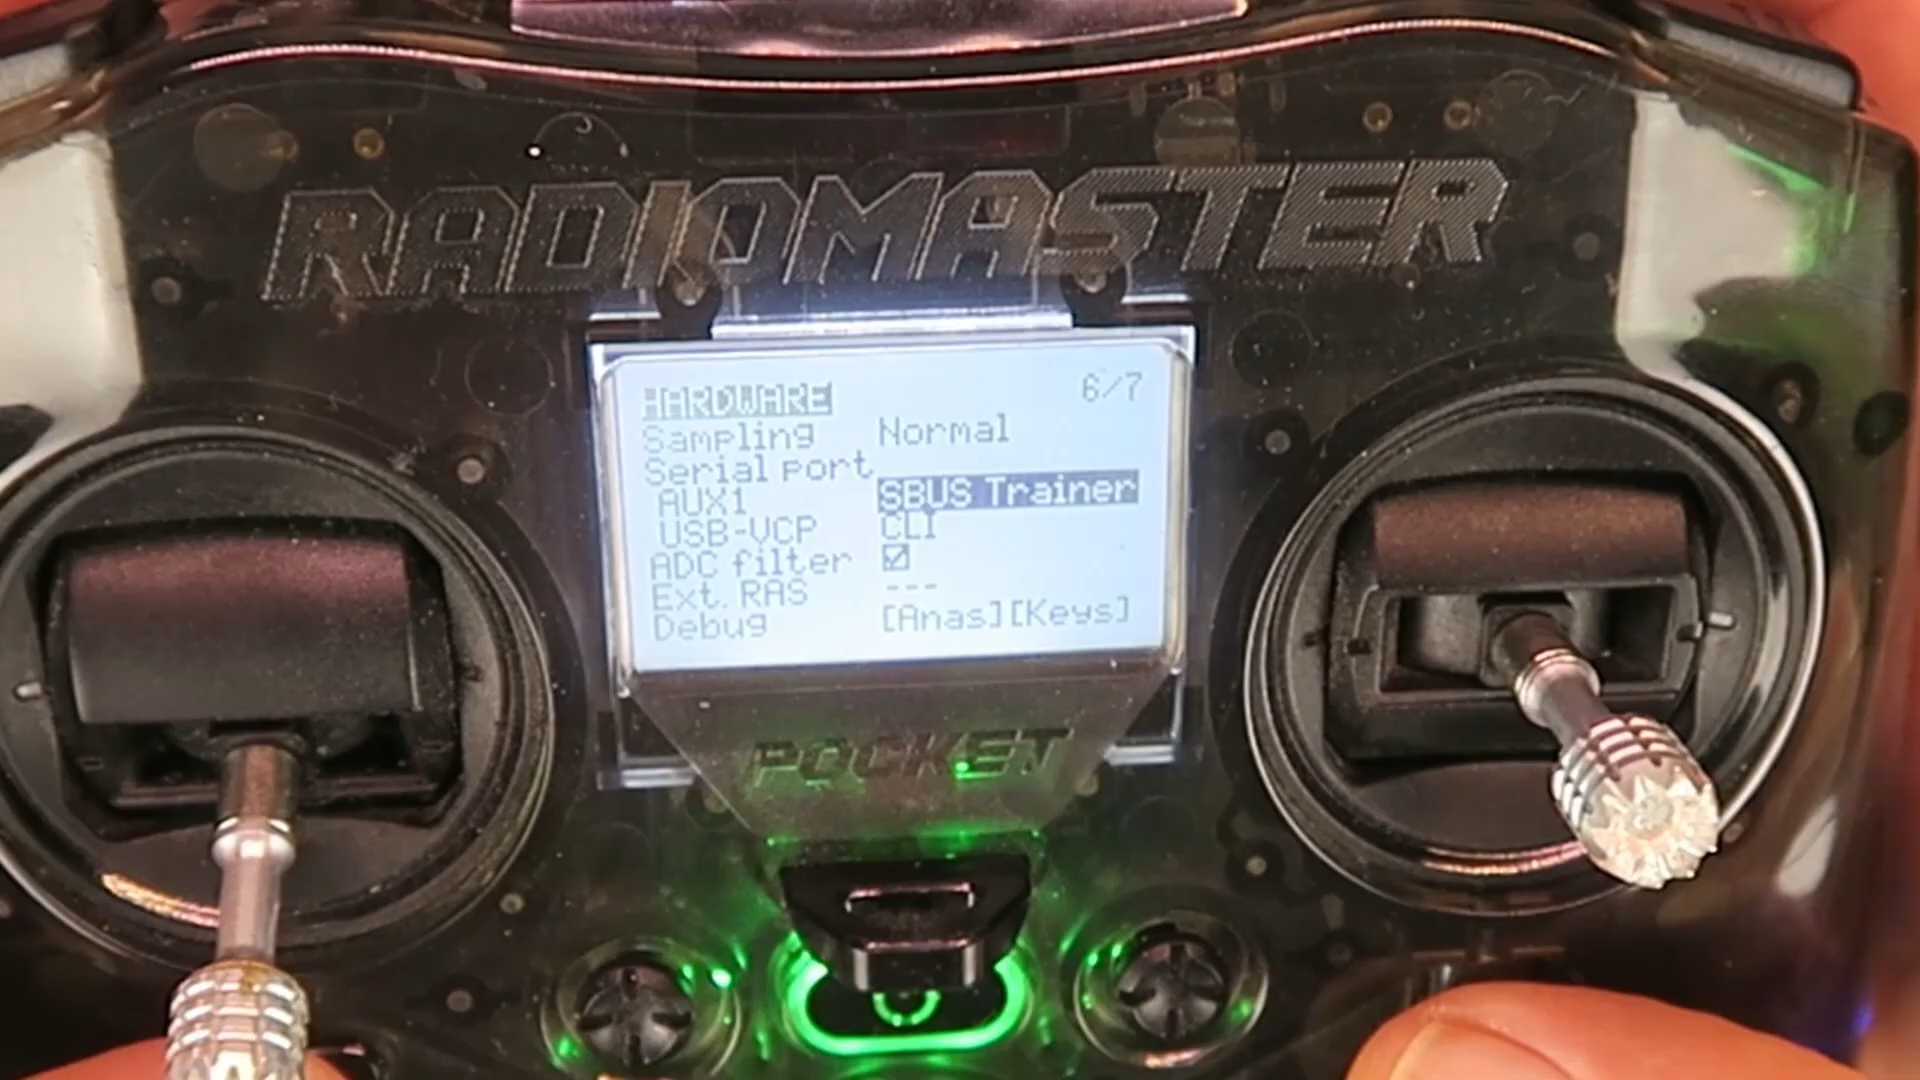 RADIOMASTER
HARDWARE 6/7
Sampling Normal
Serial port
AUX1 SBUS Trainer
USB-VCP CLI
ADC filter
Ext. RAS ---
Debug [Anas][Keys]
POCKET